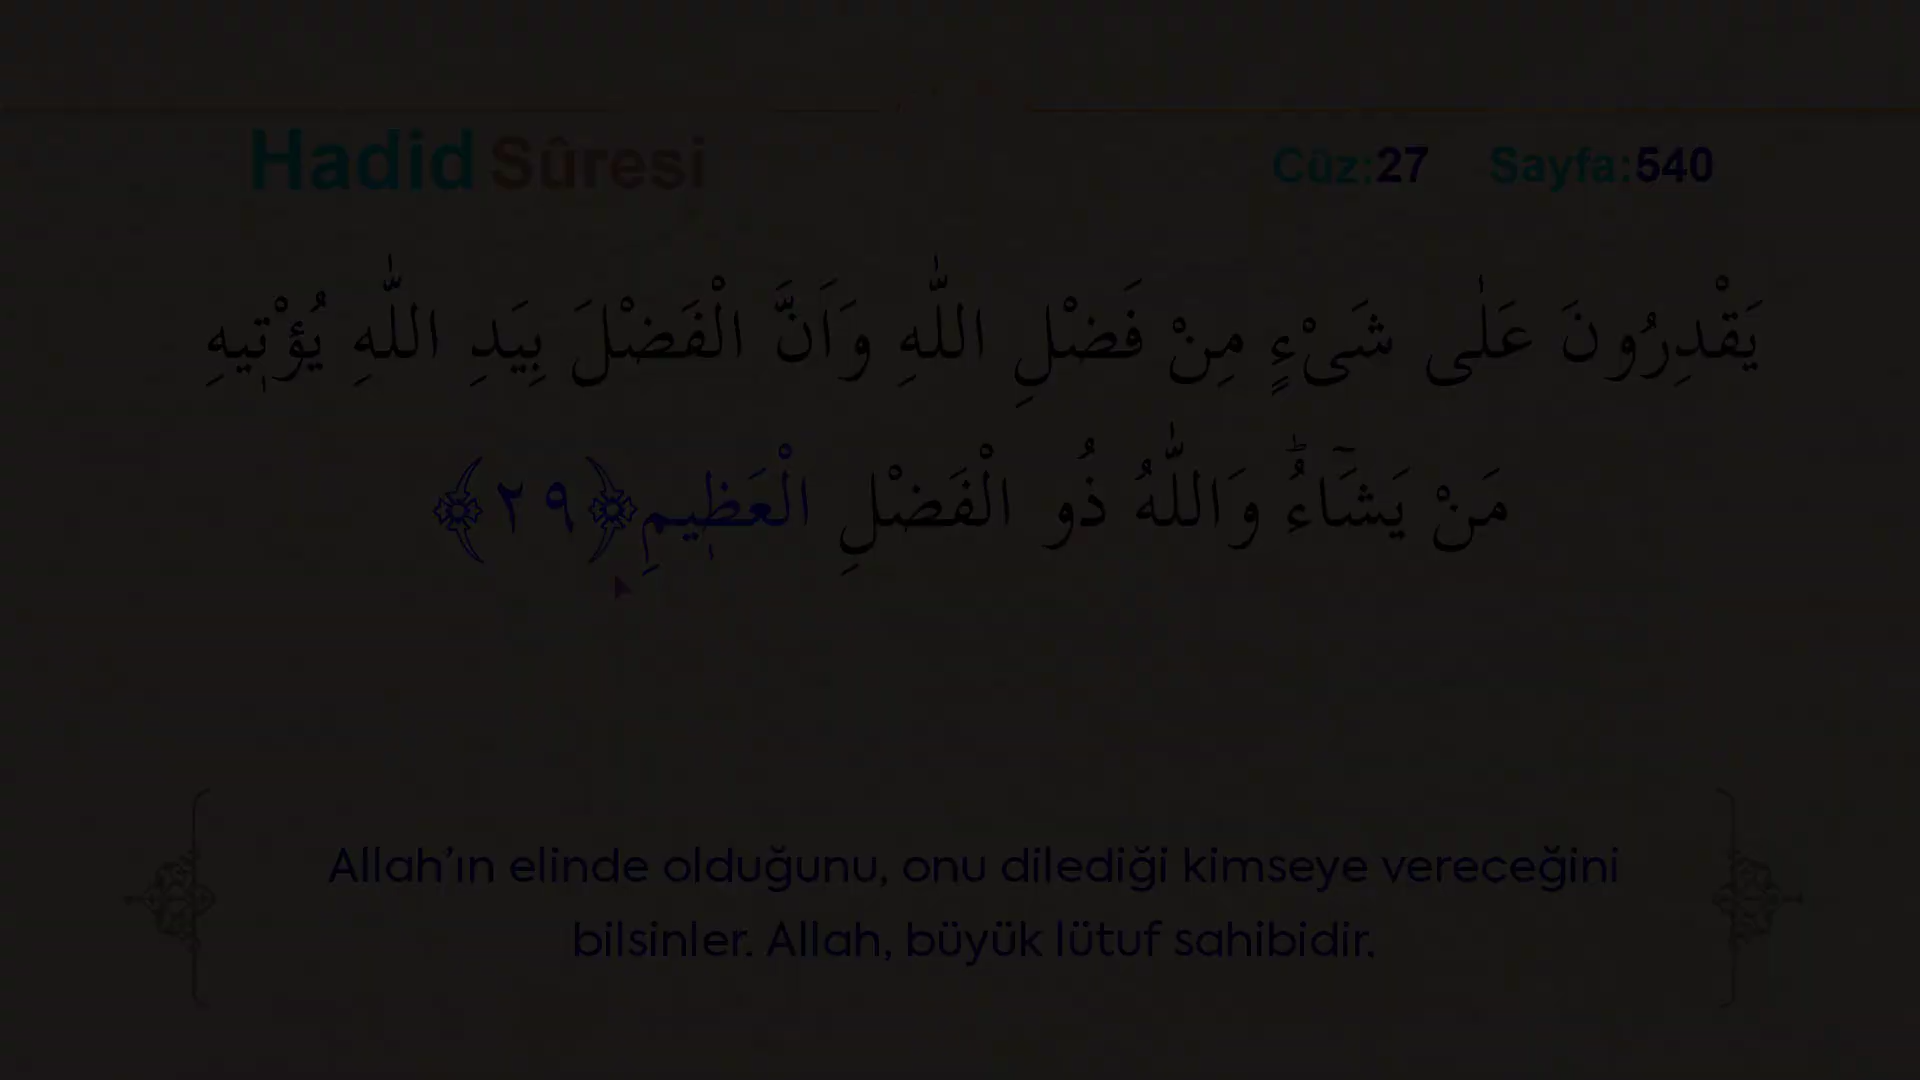 Hadid Sûresi Cüz:27 Sayfa:540
يَقْدِرُونَ عَلٰى شَىْءٍ مِنْ فَضْلِ اللّٰهِ وَاَنَّ الْفَضْلَ بِيَدِ اللّٰهِ يُؤْتٖيهِ
مَنْ يَشَٓاءُۜ وَاللّٰهُ ذُو الْفَضْلِ الْعَظٖيمِ ﴿٢٩﴾
Allah’ın elinde olduğunu, onu dilediği kimseye vereceğini
bilsinler. Allah, büyük lütuf sahibidir.